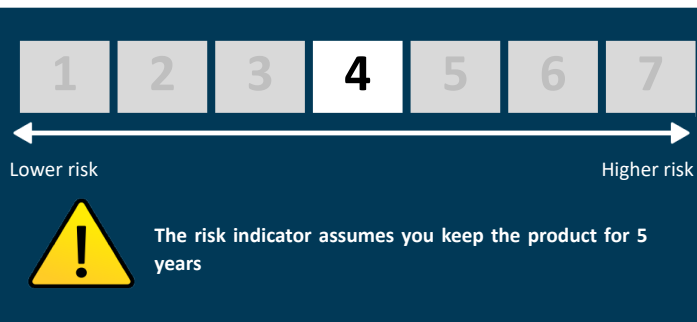 1 2 3 4 5 6 7
Lower risk Higher risk
!
The risk indicator assumes you keep the product for 5
years